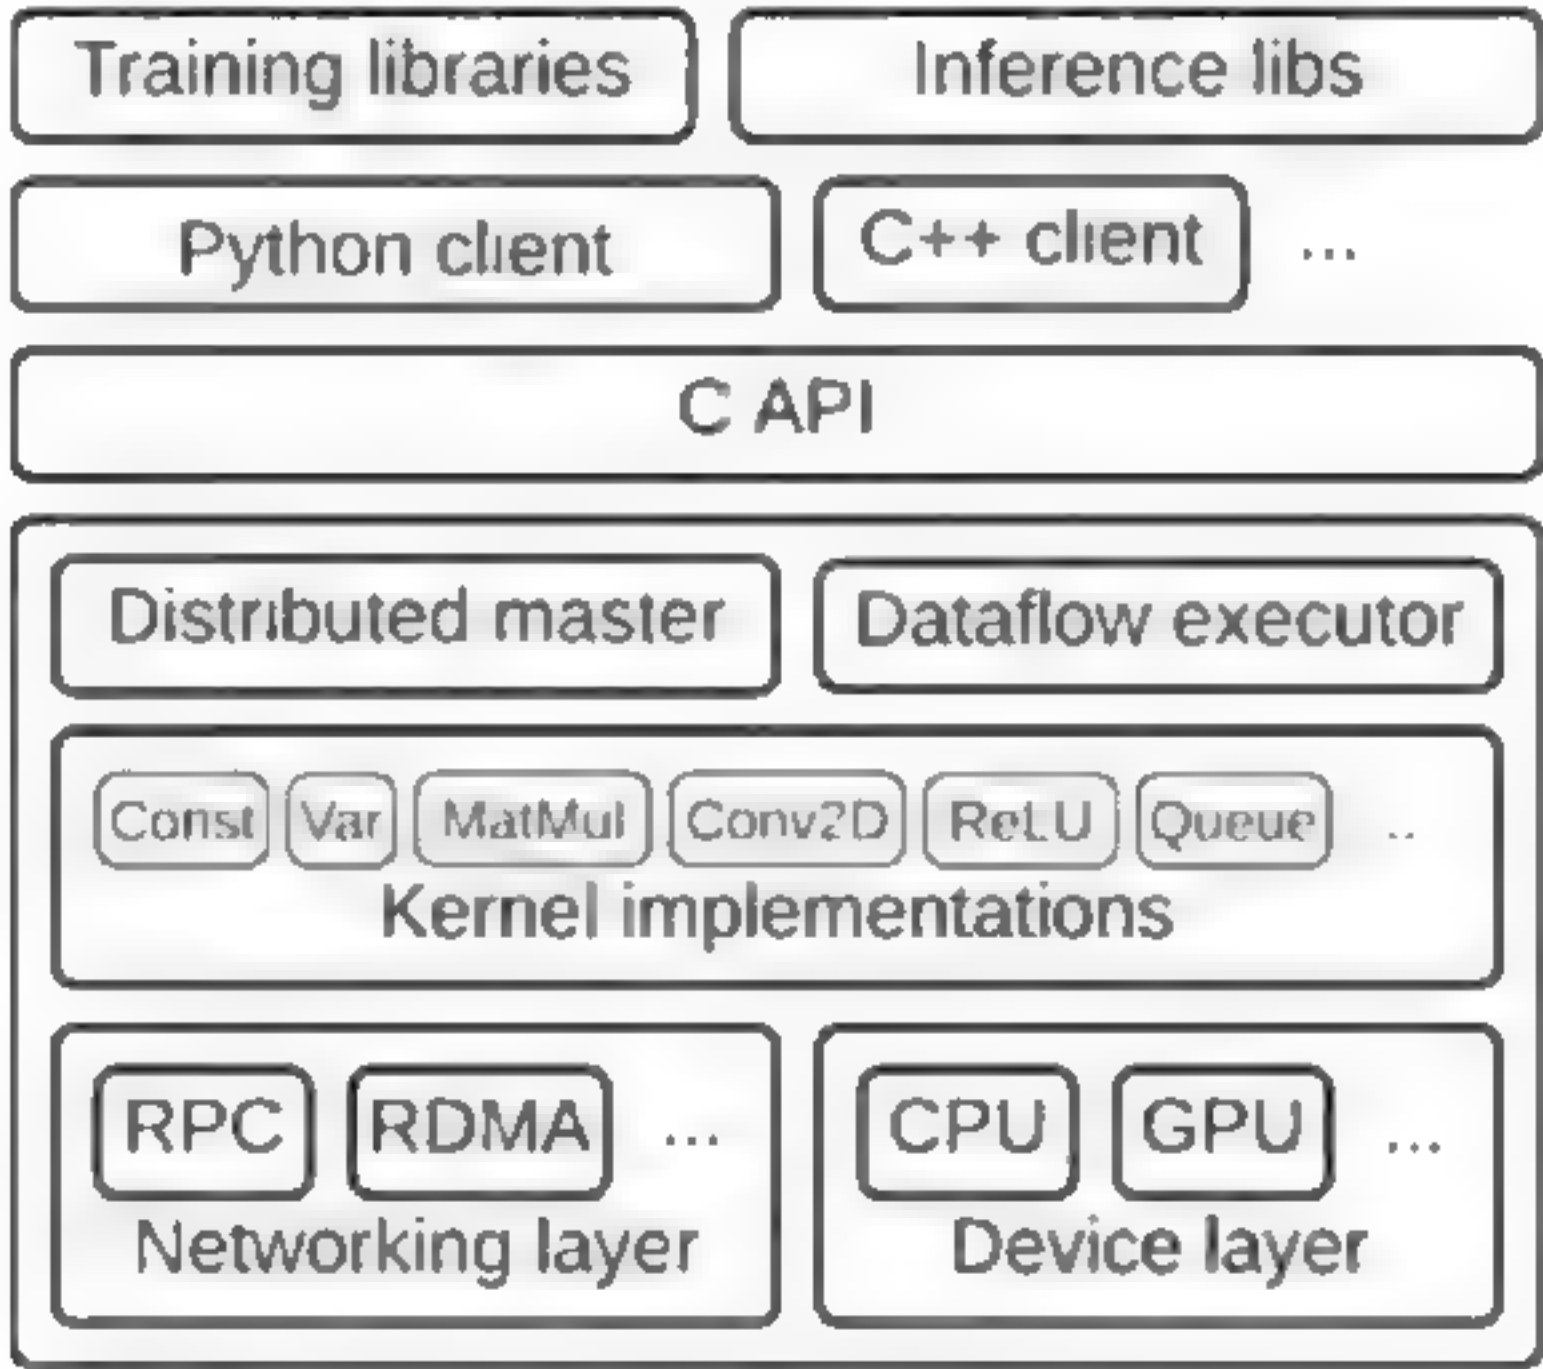 Training libraries Inference libs
Python client C++ client ...
C API
Distributed master Dataflow executor
Const Var MatMul Conv2D ReLU Queue ..
Kernel implementations
RPC RDMA ... CPU GPU ...
Networking layer Device layer